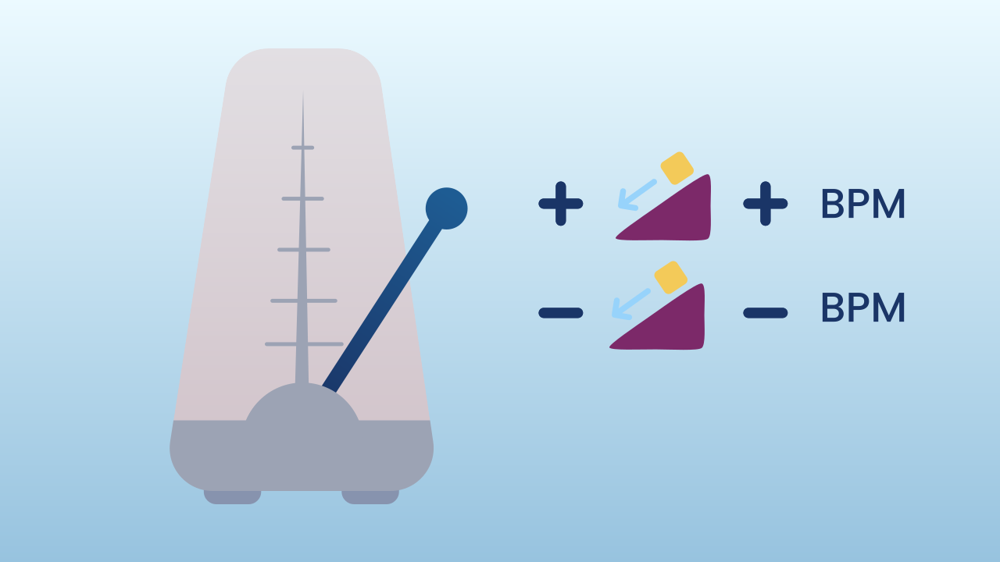 + + BPM
- - BPM